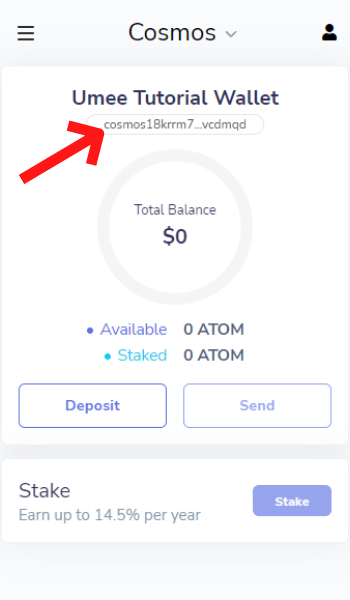 Cosmos
Umee Tutorial Wallet
cosmos18krrm7...vcdmqd
Total Balance
$0
Available 0 ATOM
Staked 0 ATOM
Deposit Send
Stake
Earn up to 14.5% per year
Stake